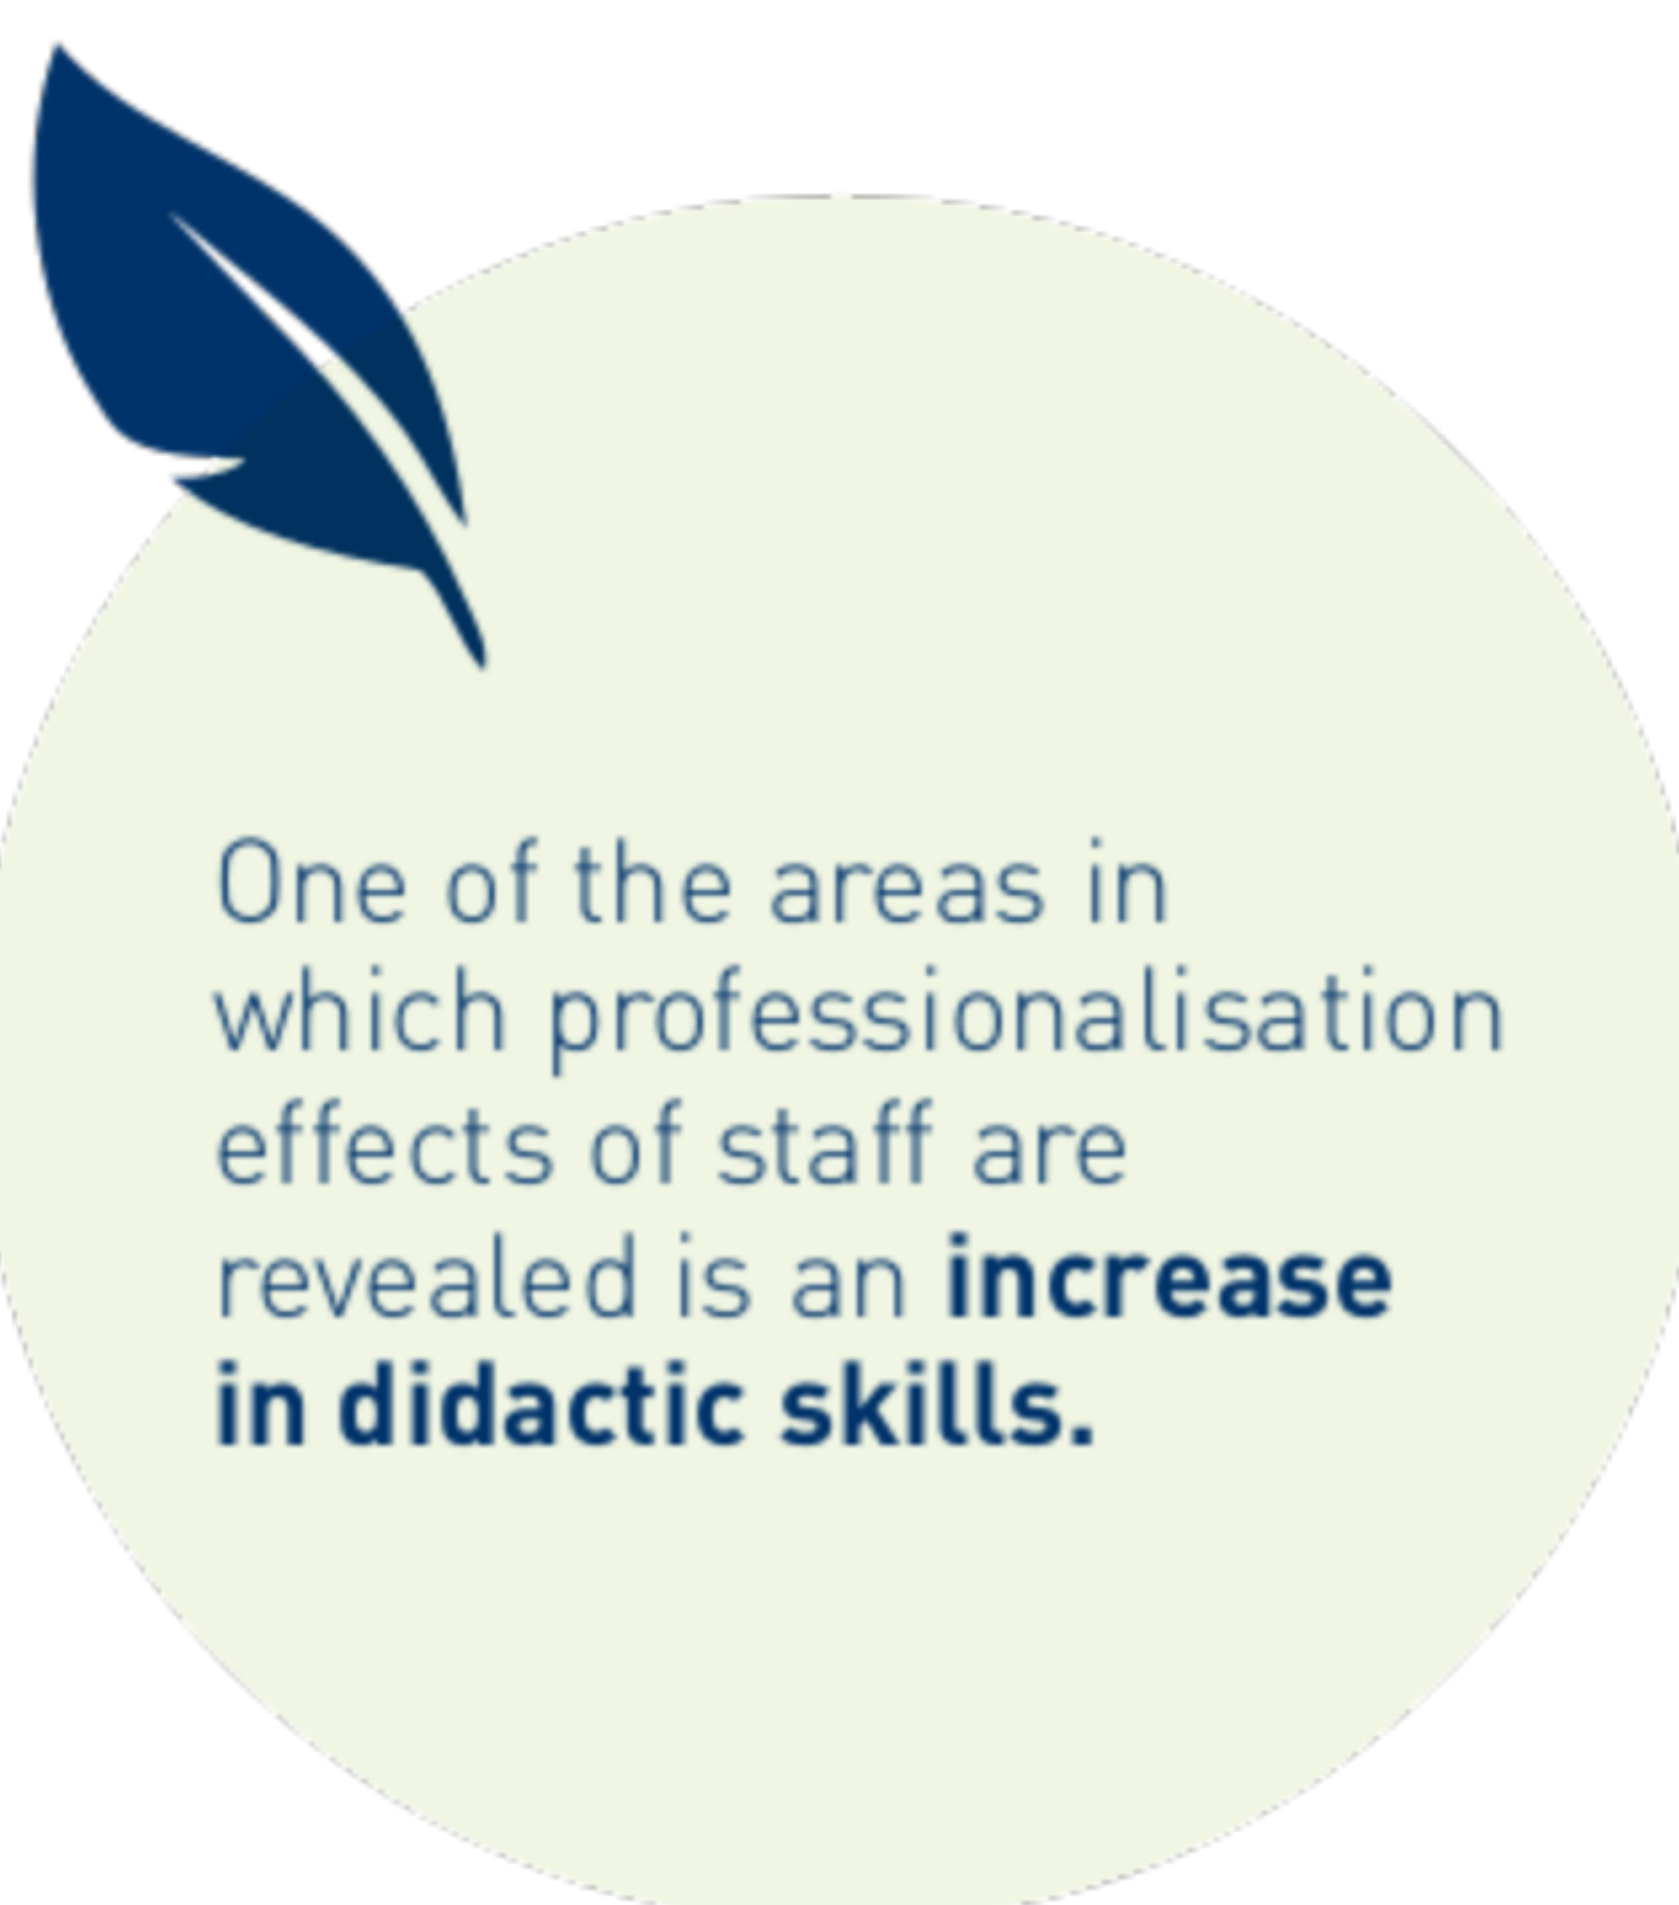 One of the areas in
which professionalisation
effects of staff are
revealed is an increase
in didactic skills.